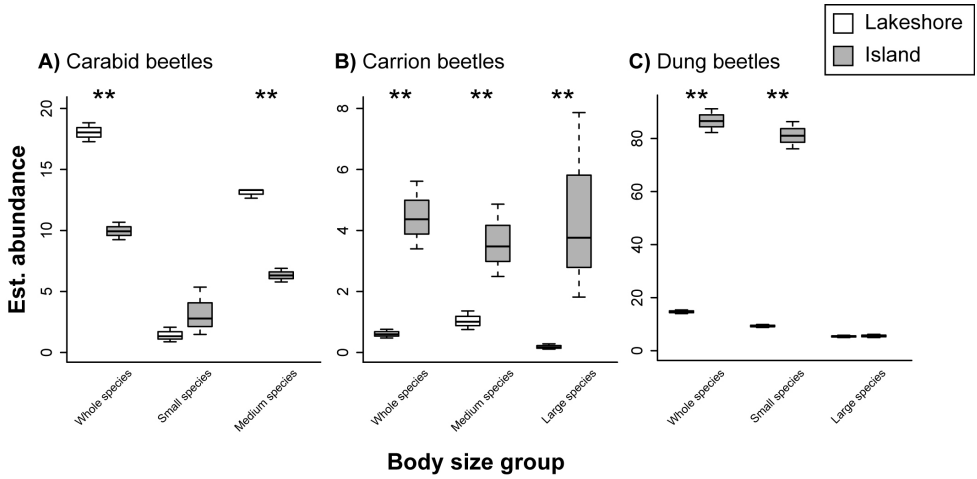 Lakeshore
Island
A) Carabid beetles
B) Carrion beetles
C) Dung beetles
** **
** ** **
** **
Est. abundance
20
15
10
5
0
8
6
4
2
0
80
60
40
20
0
Whole species
Small species
Medium species
Whole species
Medium species
Large species
Whole species
Small species
Large species
Body size group